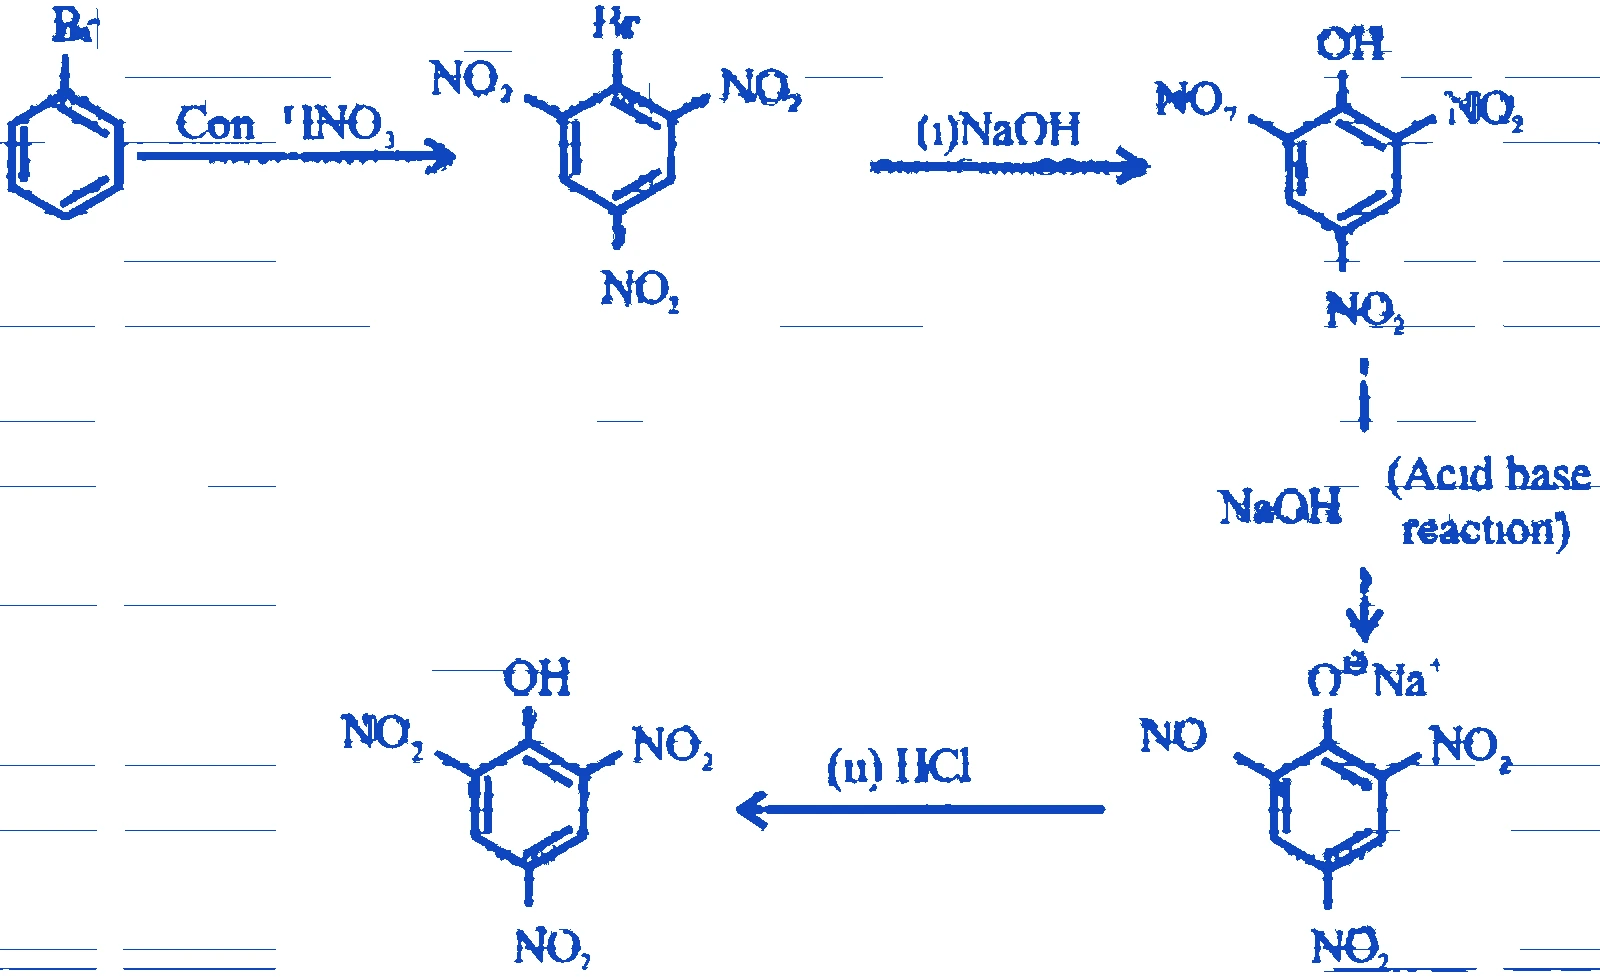 Br
NO₂ NO₂
NO₂
Con HNO₃
(i)NaOH
OH
NO₂ NO₂
NO₂
NaOH
(Acid base
reaction)
O Na⁺
NO NO₂
NO₂
(ii) HCl
OH
NO₂ NO₂
NO₂